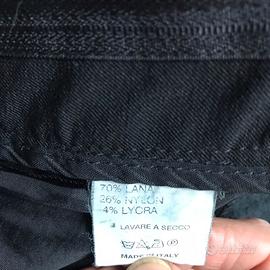 70% LANA
26% NYLON
4% LYCRA
LAVARE A SECCO
MADE IN ITALY